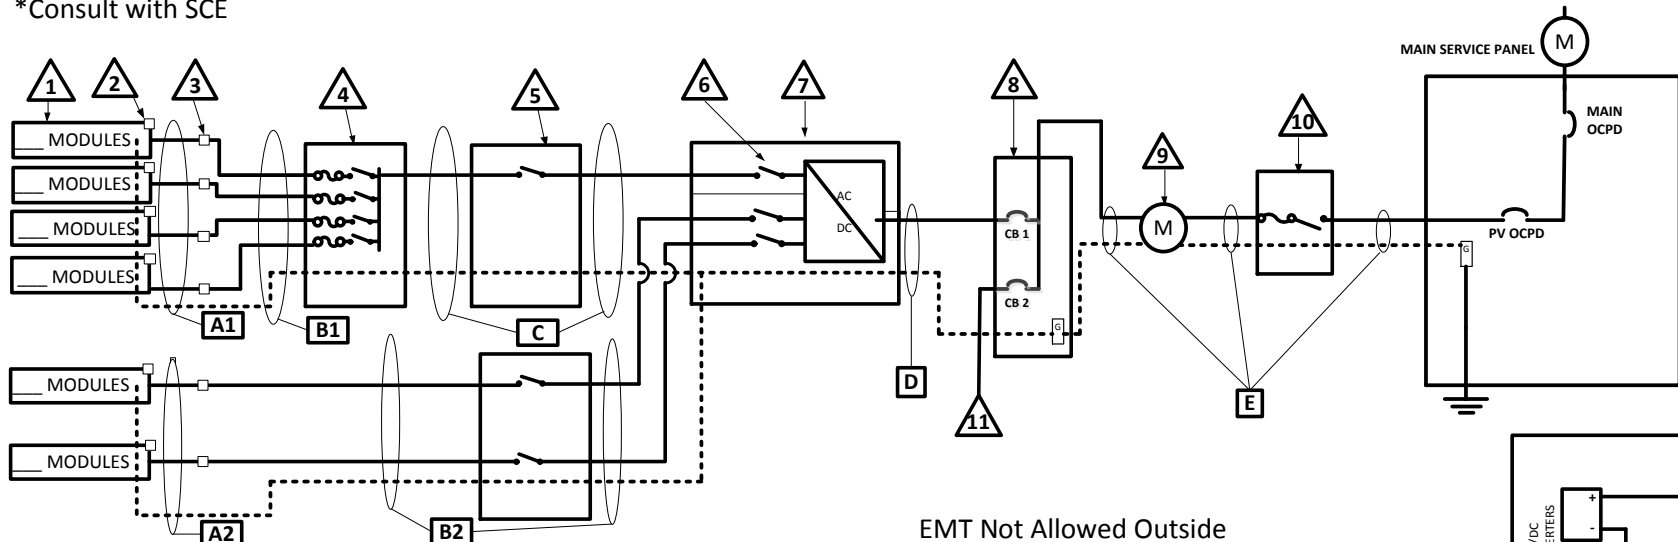 *Consult with SCE
M
MAIN SERVICE PANEL
1
2
3
4
5
6
7
8
9
10
MAIN
OCPD
___ MODULES
___ MODULES
___ MODULES
___ MODULES
AC
DC
CB 1
CB 2
M
PV OCPD
G
G
A1
B1
C
D
E
11
___ MODULES
___ MODULES
A2
B2
EMT Not Allowed Outside
+
-
/DC
ERTERS